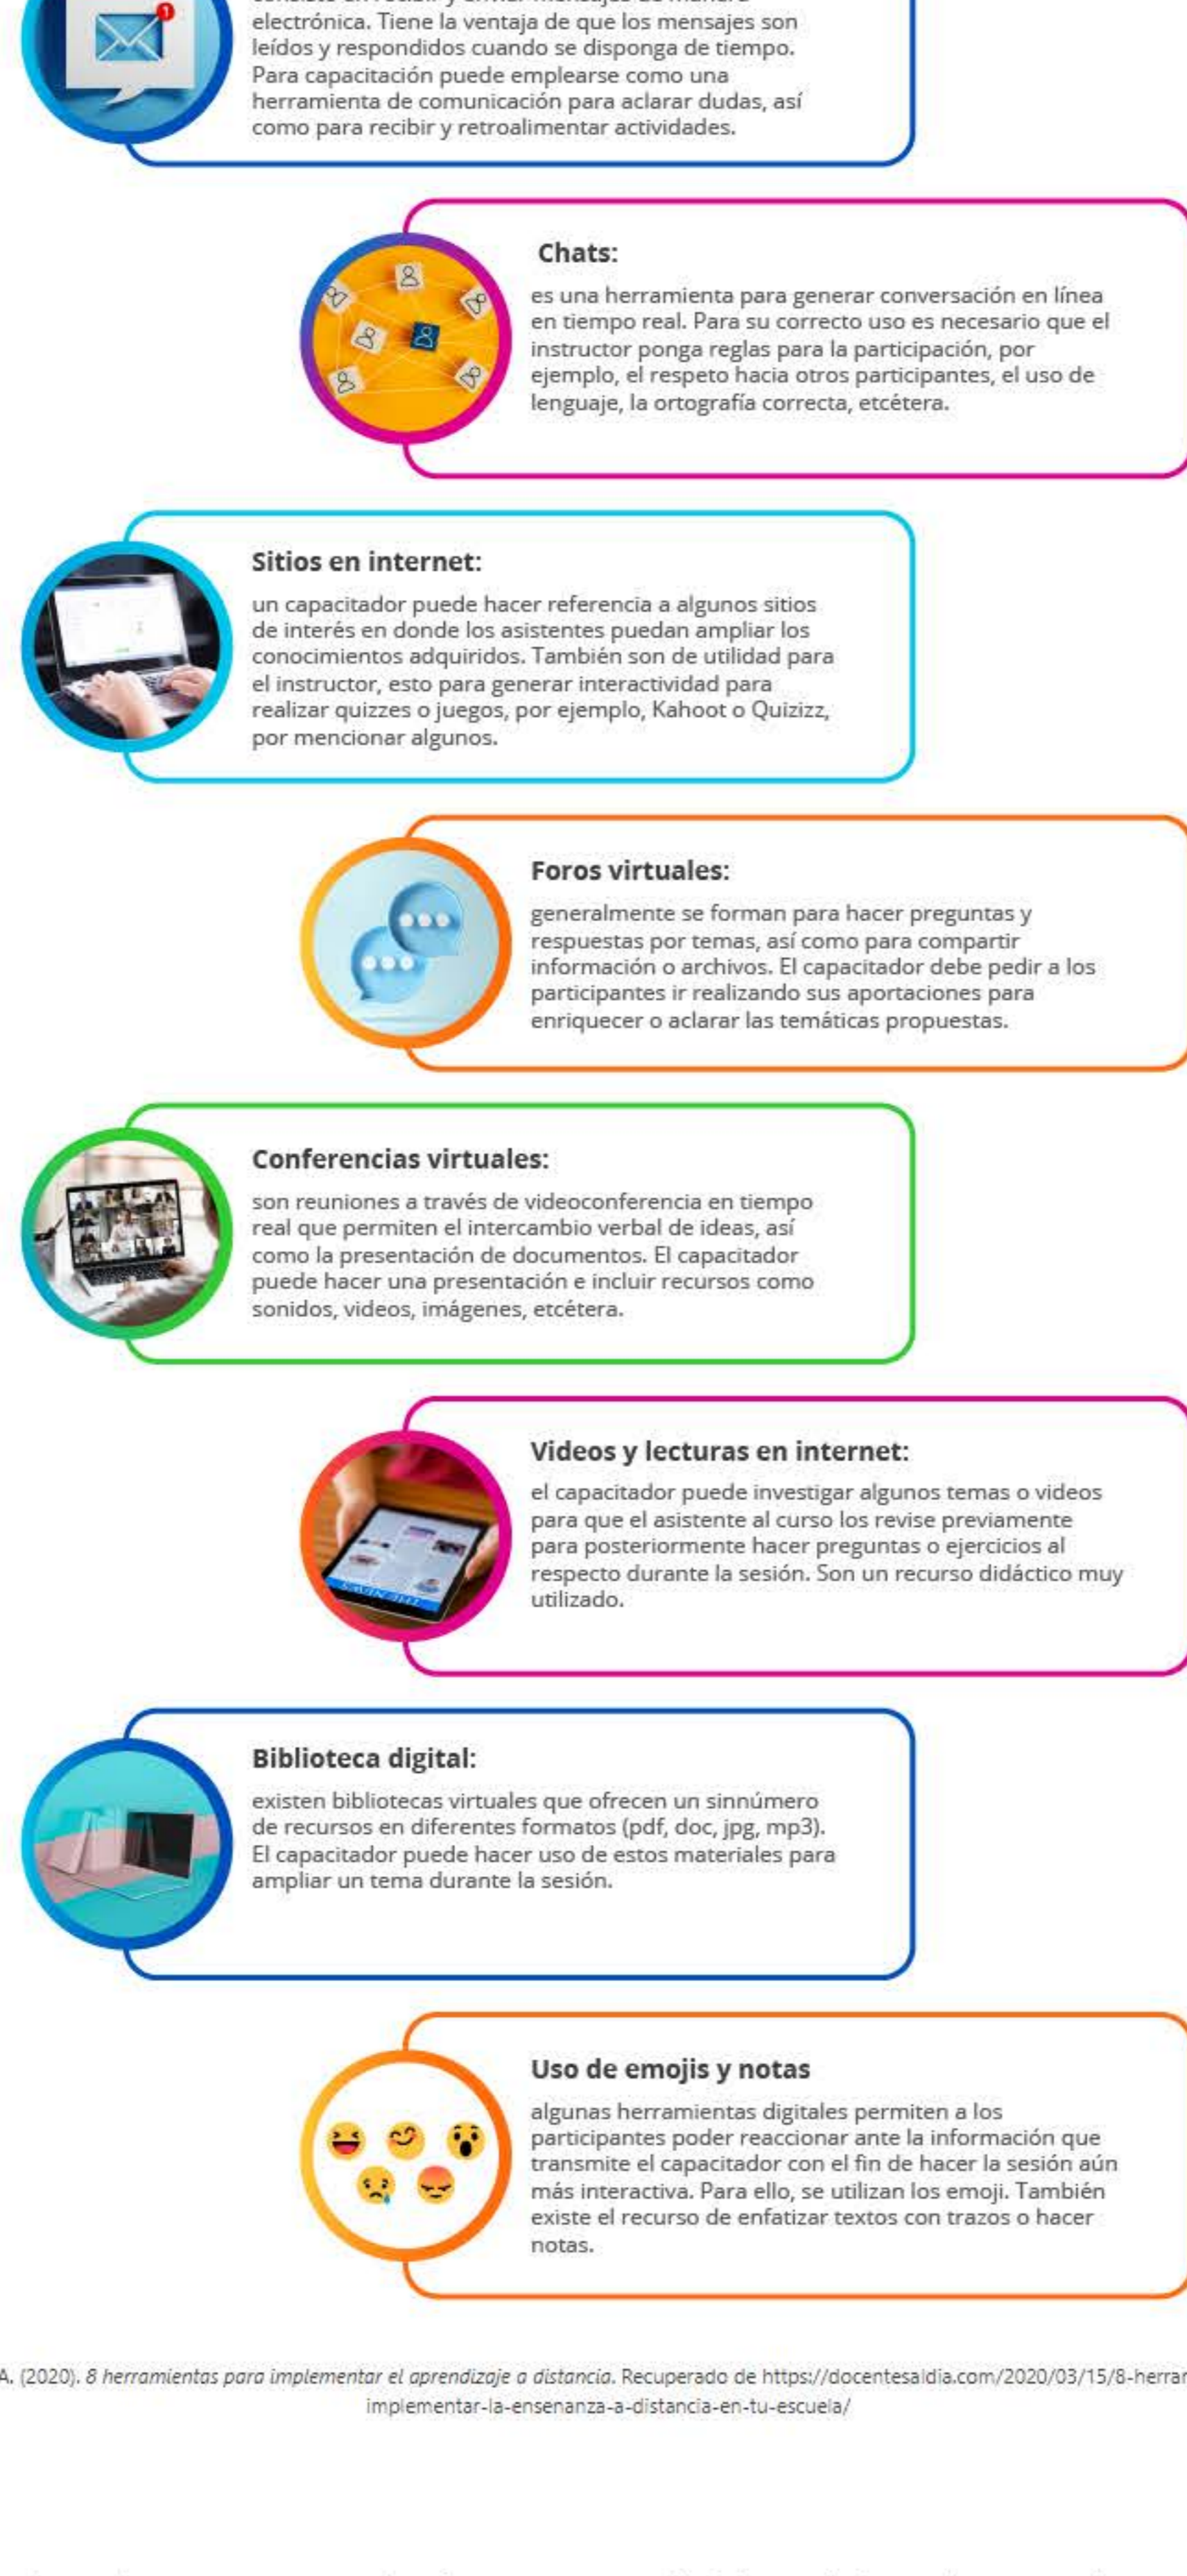 electrónica. Tiene la ventaja de que los mensajes son
leídos y respondidos cuando se disponga de tiempo.
Para capacitación puede emplearse como una
herramienta de comunicación para aclarar dudas, así
como para recibir y retroalimentar actividades.
Chats:
es una herramienta para generar conversación en línea
en tiempo real. Para su correcto uso es necesario que el
instructor ponga reglas para la participación, por
ejemplo, el respeto hacia otros participantes, el uso de
lenguaje, la ortografía correcta, etcétera.
Sitios en internet:
un capacitador puede hacer referencia a algunos sitios
de interés en donde los asistentes puedan ampliar los
conocimientos adquiridos. También son de utilidad para
el instructor, esto para generar interactividad para
realizar quizzes o juegos, por ejemplo, Kahoot o Quizizz,
por mencionar algunos.
Foros virtuales:
generalmente se forman para hacer preguntas y
respuestas por temas, así como para compartir
información o archivos. El capacitador debe pedir a los
participantes ir realizando sus aportaciones para
enriquecer o aclarar las temáticas propuestas.
Conferencias virtuales:
son reuniones a través de videoconferencia en tiempo
real que permiten el intercambio verbal de ideas, así
como la presentación de documentos. El capacitador
puede hacer una presentación e incluir recursos como
sonidos, videos, imágenes, etcétera.
Videos y lecturas en internet:
el capacitador puede investigar algunos temas o videos
para que el asistente al curso los revise previamente
para posteriormente hacer preguntas o ejercicios al
respecto durante la sesión. Son un recurso didáctico muy
utilizado.
THE NEWS
Biblioteca digital:
existen bibliotecas virtuales que ofrecen un sinnúmero
de recursos en diferentes formatos (pdf, doc, jpg, mp3).
El capacitador puede hacer uso de estos materiales para
ampliar un tema durante la sesión.
Uso de emojis y notas
algunas herramientas digitales permiten a los
participantes poder reaccionar ante la información que
transmite el capacitador con el fin de hacer la sesión aún
más interactiva. Para ello, se utilizan los emoji. También
existe el recurso de enfatizar textos con trazos o hacer
notas.
A. (2020). 8 herramientas para implementar el aprendizaje a distancia. Recuperado de https://docentesaldia.com/2020/03/15/8-herrar
implementar-la-ensenanza-a-distancia-en-tu-escuela/